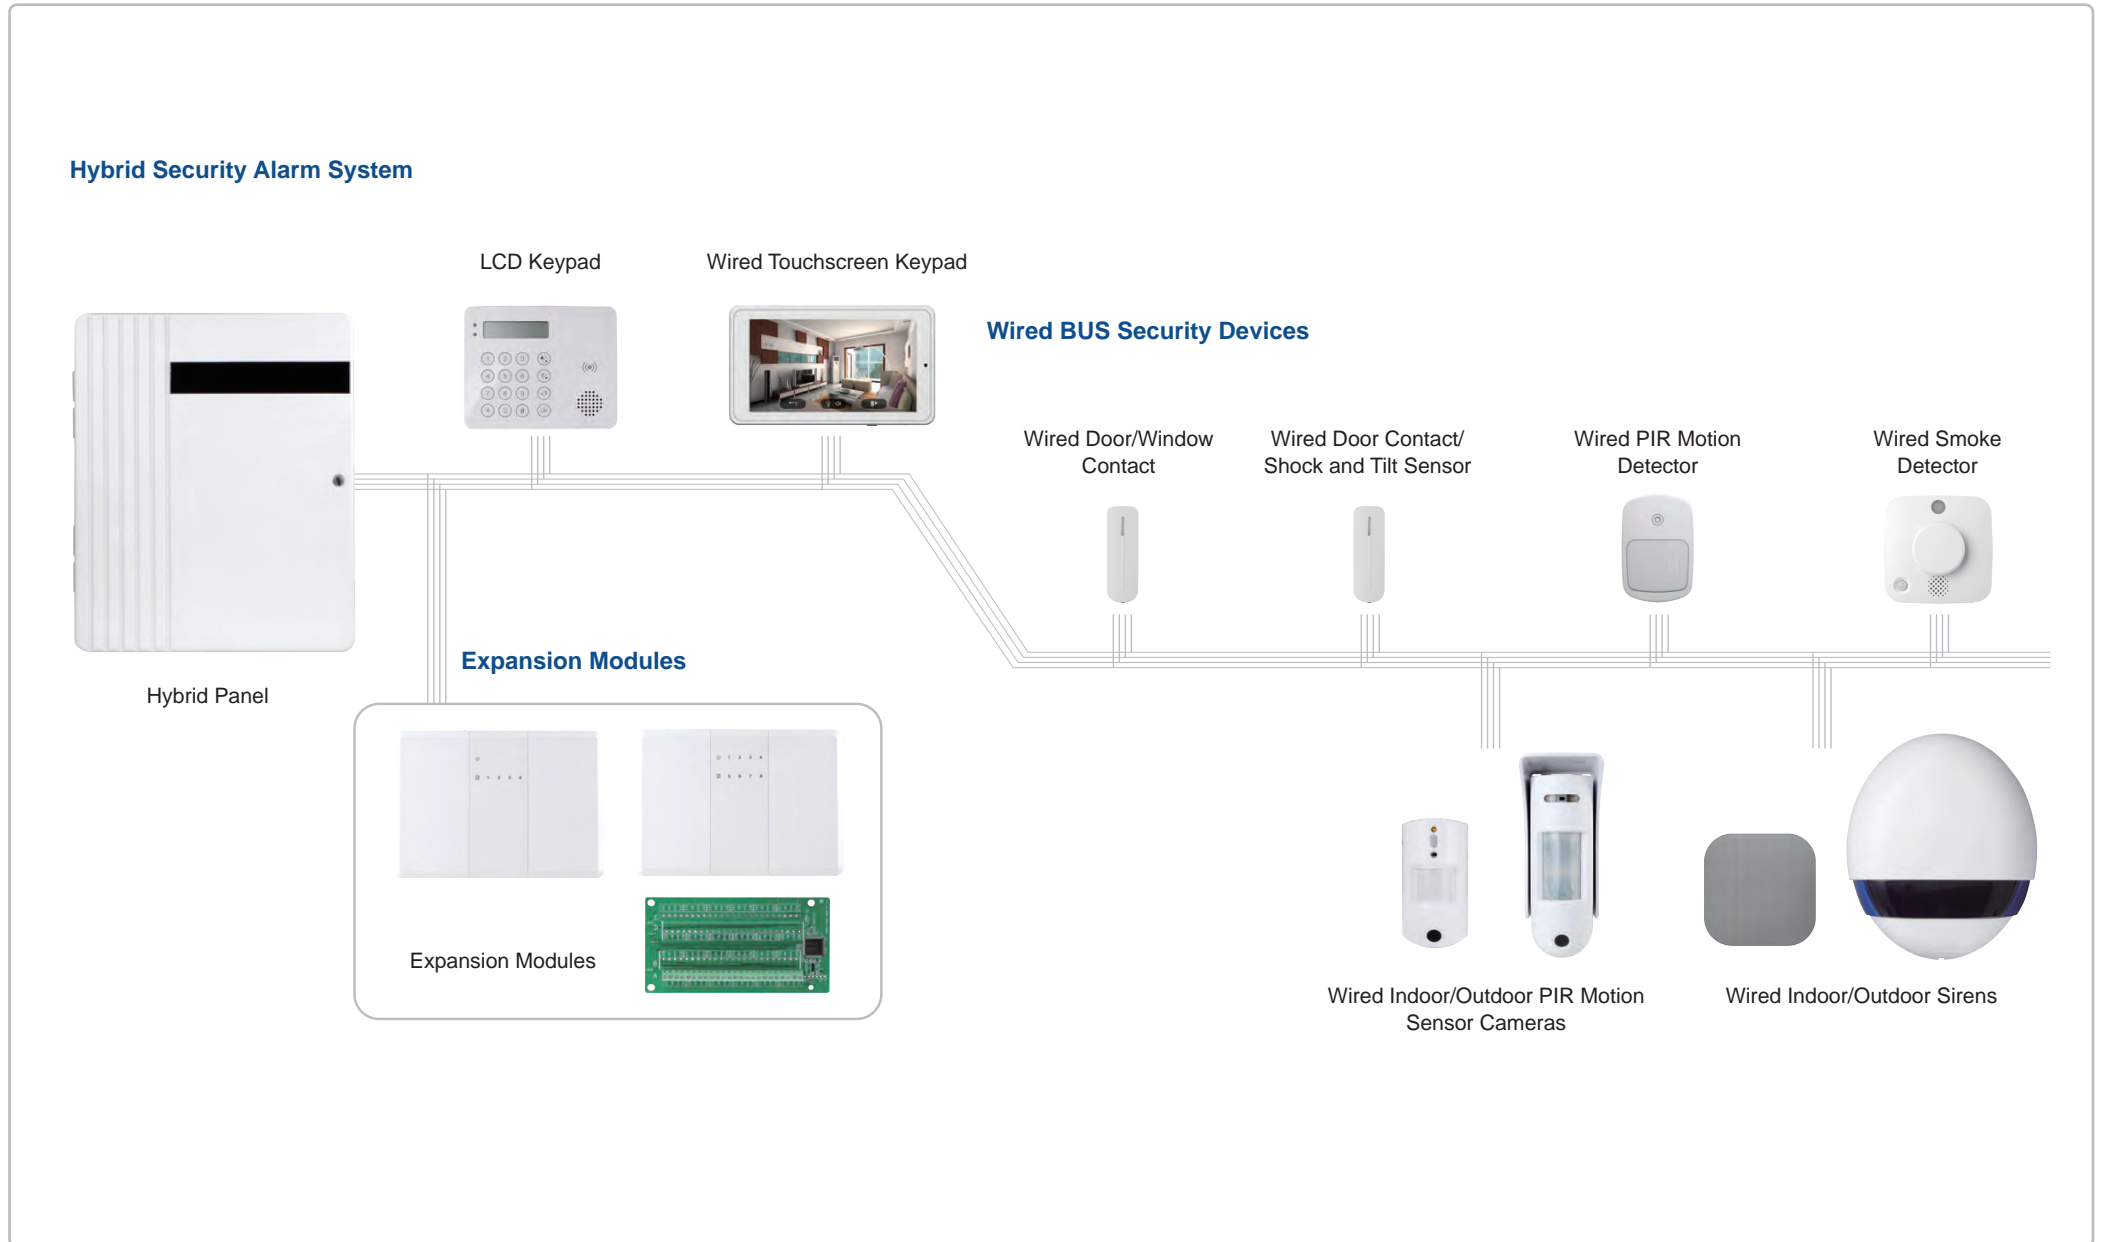 Hybrid Security Alarm System
LCD Keypad
Wired Touchscreen Keypad
Wired BUS Security Devices
Wired Door/Window
Contact
Wired Door Contact/
Shock and Tilt Sensor
Wired PIR Motion
Detector
Wired Smoke
Detector
Hybrid Panel
Expansion Modules
Expansion Modules
Wired Indoor/Outdoor PIR Motion
Sensor Cameras
Wired Indoor/Outdoor Sirens